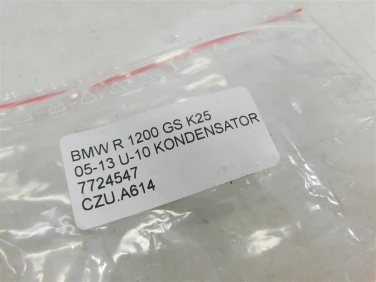 BMW R 1200 GS K25
05-13 U-10 KONDENSATOR
7724547
CZU.A614